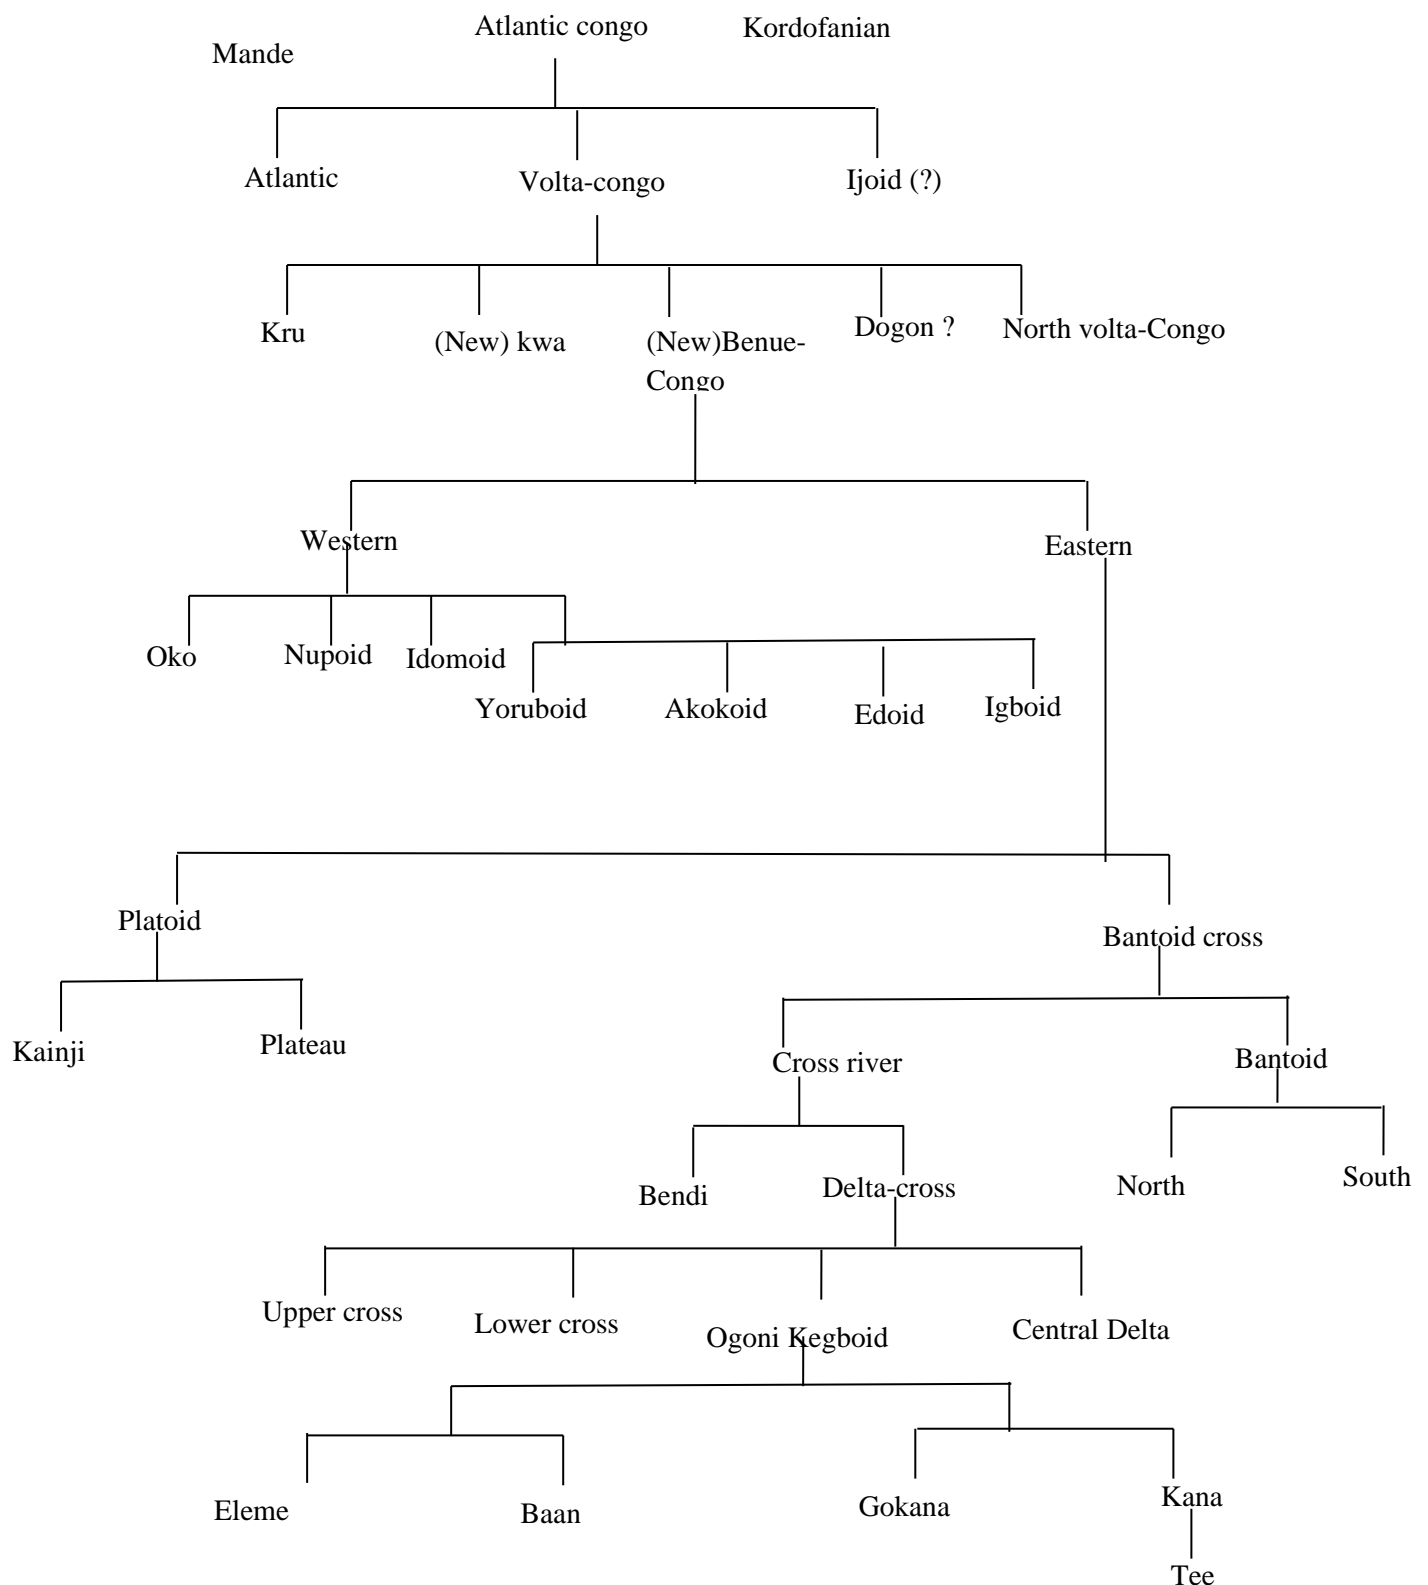 Mande
Atlantic congo
Kordofanian
Atlantic
Volta-congo
Ijoid (?)
Kru
(New) kwa
(New)Benue-
Congo
Dogon ?
North volta-Congo
Western
Eastern
Oko
Nupoid
Idomoid
Yoruboid
Akokoid
Edoid
Igboid
Platoid
Bantoid cross
Kainji
Plateau
Cross river
Bantoid
Bendi
Delta-cross
North
South
Upper cross
Lower cross
Ogoni Kegboid
Central Delta
Eleme
Baan
Gokana
Kana
Tee